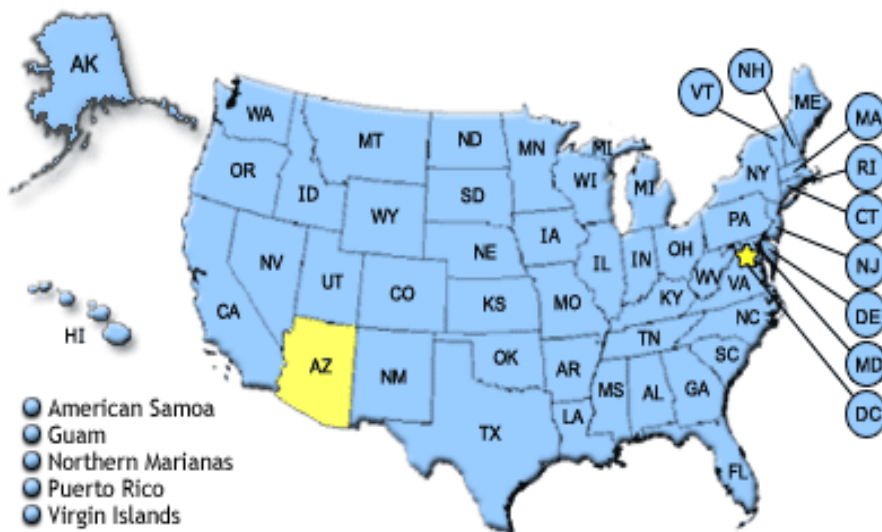 AK
WA
MT
ND
MN
MI
VT
NH
ME
MA
OR
ID
SD
WI
MI
NY
RI
WY
IA
PA
CT
NV
UT
NE
IL
IN
OH
NJ
CA
CO
KS
MO
KY
WV
VA
DE
HI
AZ
NM
OK
AR
TN
NC
MD
SC
MS
AL
GA
DC
TX
LA
FL
American Samoa
Guam
Northern Marianas
Puerto Rico
Virgin Islands